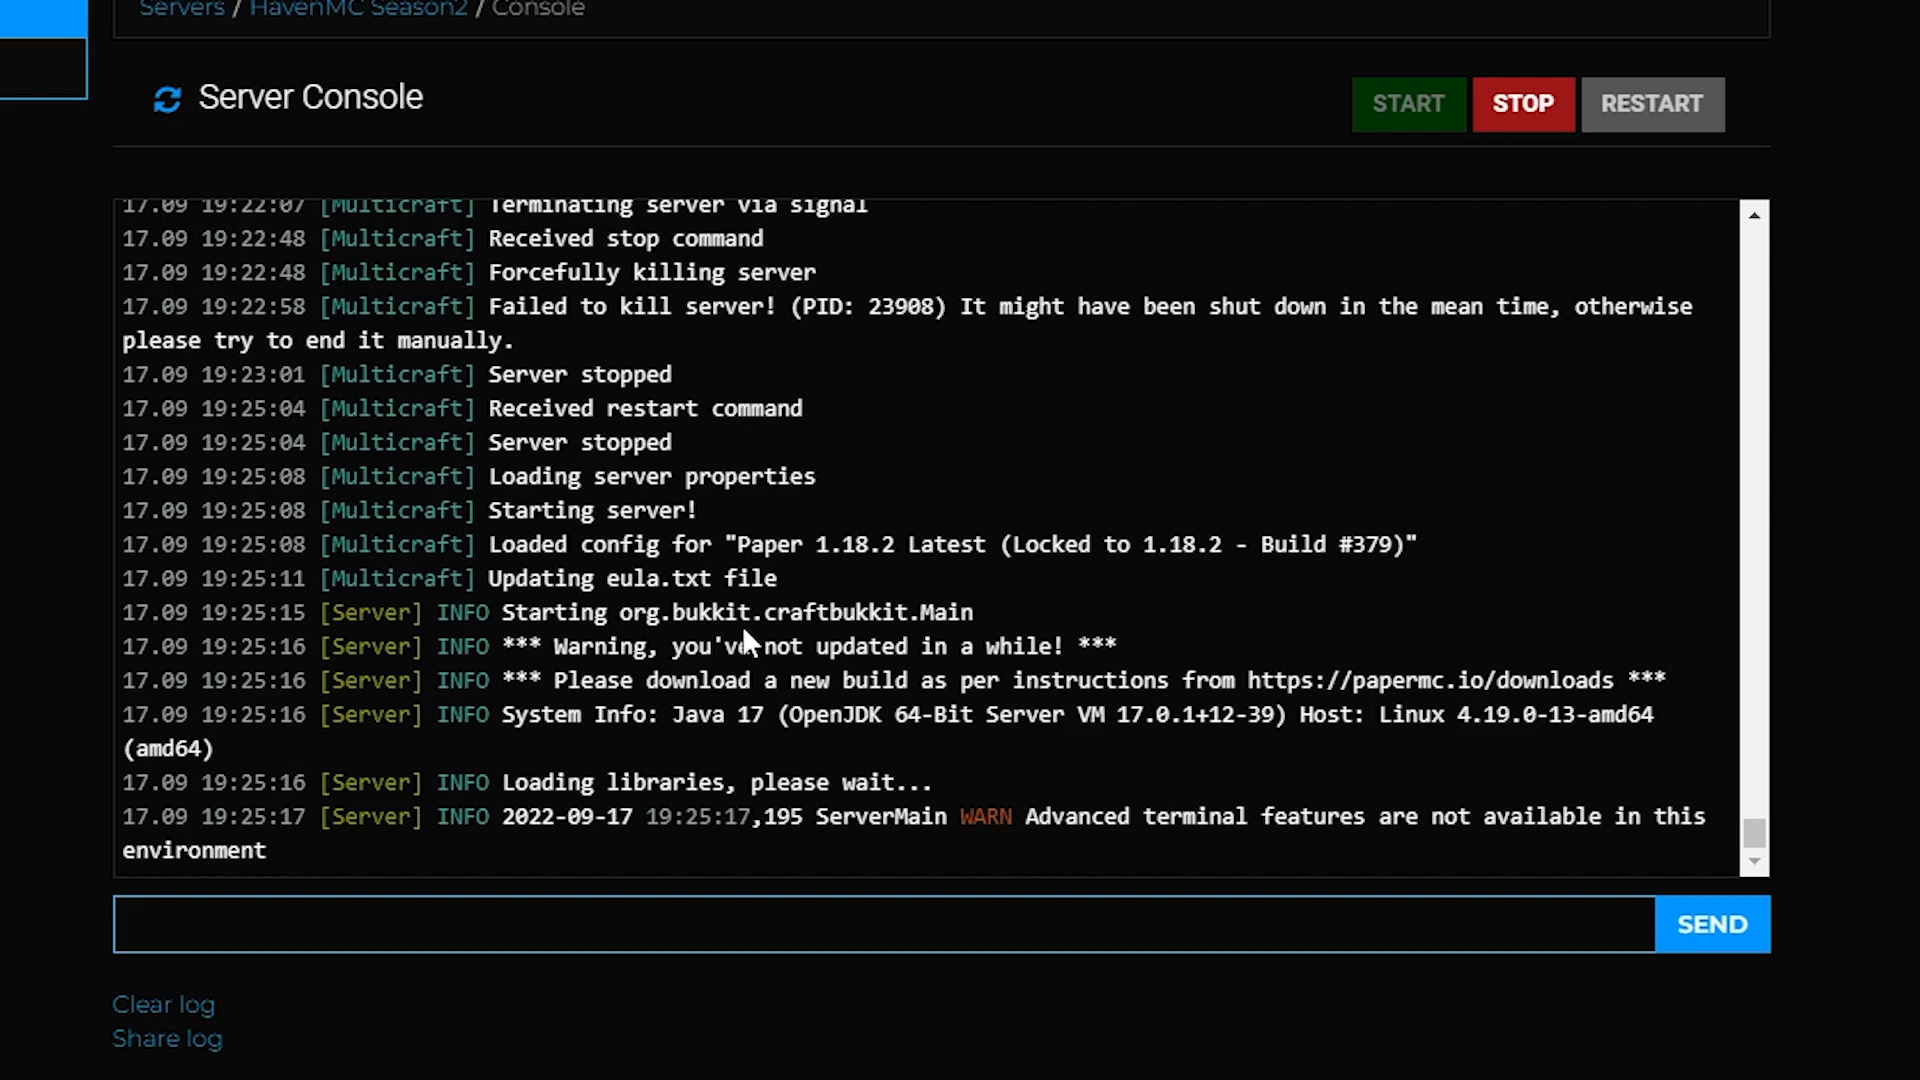 Servers / HavenMC Season2 / Console
Server Console
START STOP RESTART
17.09 19:22:07 [Multicraft] Terminating server via signal
17.09 19:22:48 [Multicraft] Received stop command
17.09 19:22:48 [Multicraft] Forcefully killing server
17.09 19:22:58 [Multicraft] Failed to kill server! (PID: 23908) It might have been shut down in the mean time, otherwise
please try to end it manually.
17.09 19:23:01 [Multicraft] Server stopped
17.09 19:25:04 [Multicraft] Received restart command
17.09 19:25:04 [Multicraft] Server stopped
17.09 19:25:08 [Multicraft] Loading server properties
17.09 19:25:08 [Multicraft] Starting server!
17.09 19:25:08 [Multicraft] Loaded config for "Paper 1.18.2 Latest (Locked to 1.18.2 - Build #379)"
17.09 19:25:11 [Multicraft] Updating eula.txt file
17.09 19:25:15 [Server] INFO Starting org.bukkit.craftbukkit.Main
17.09 19:25:16 [Server] INFO *** Warning, you've not updated in a while! ***
17.09 19:25:16 [Server] INFO *** Please download a new build as per instructions from https://papermc.io/downloads ***
17.09 19:25:16 [Server] INFO System Info: Java 17 (OpenJDK 64-Bit Server VM 17.0.1+12-39) Host: Linux 4.19.0-13-amd64
(amd64)
17.09 19:25:16 [Server] INFO Loading libraries, please wait...
17.09 19:25:17 [Server] INFO 2022-09-17 19:25:17,195 ServerMain WARN Advanced terminal features are not available in this
environment
SEND
Clear log
Share log